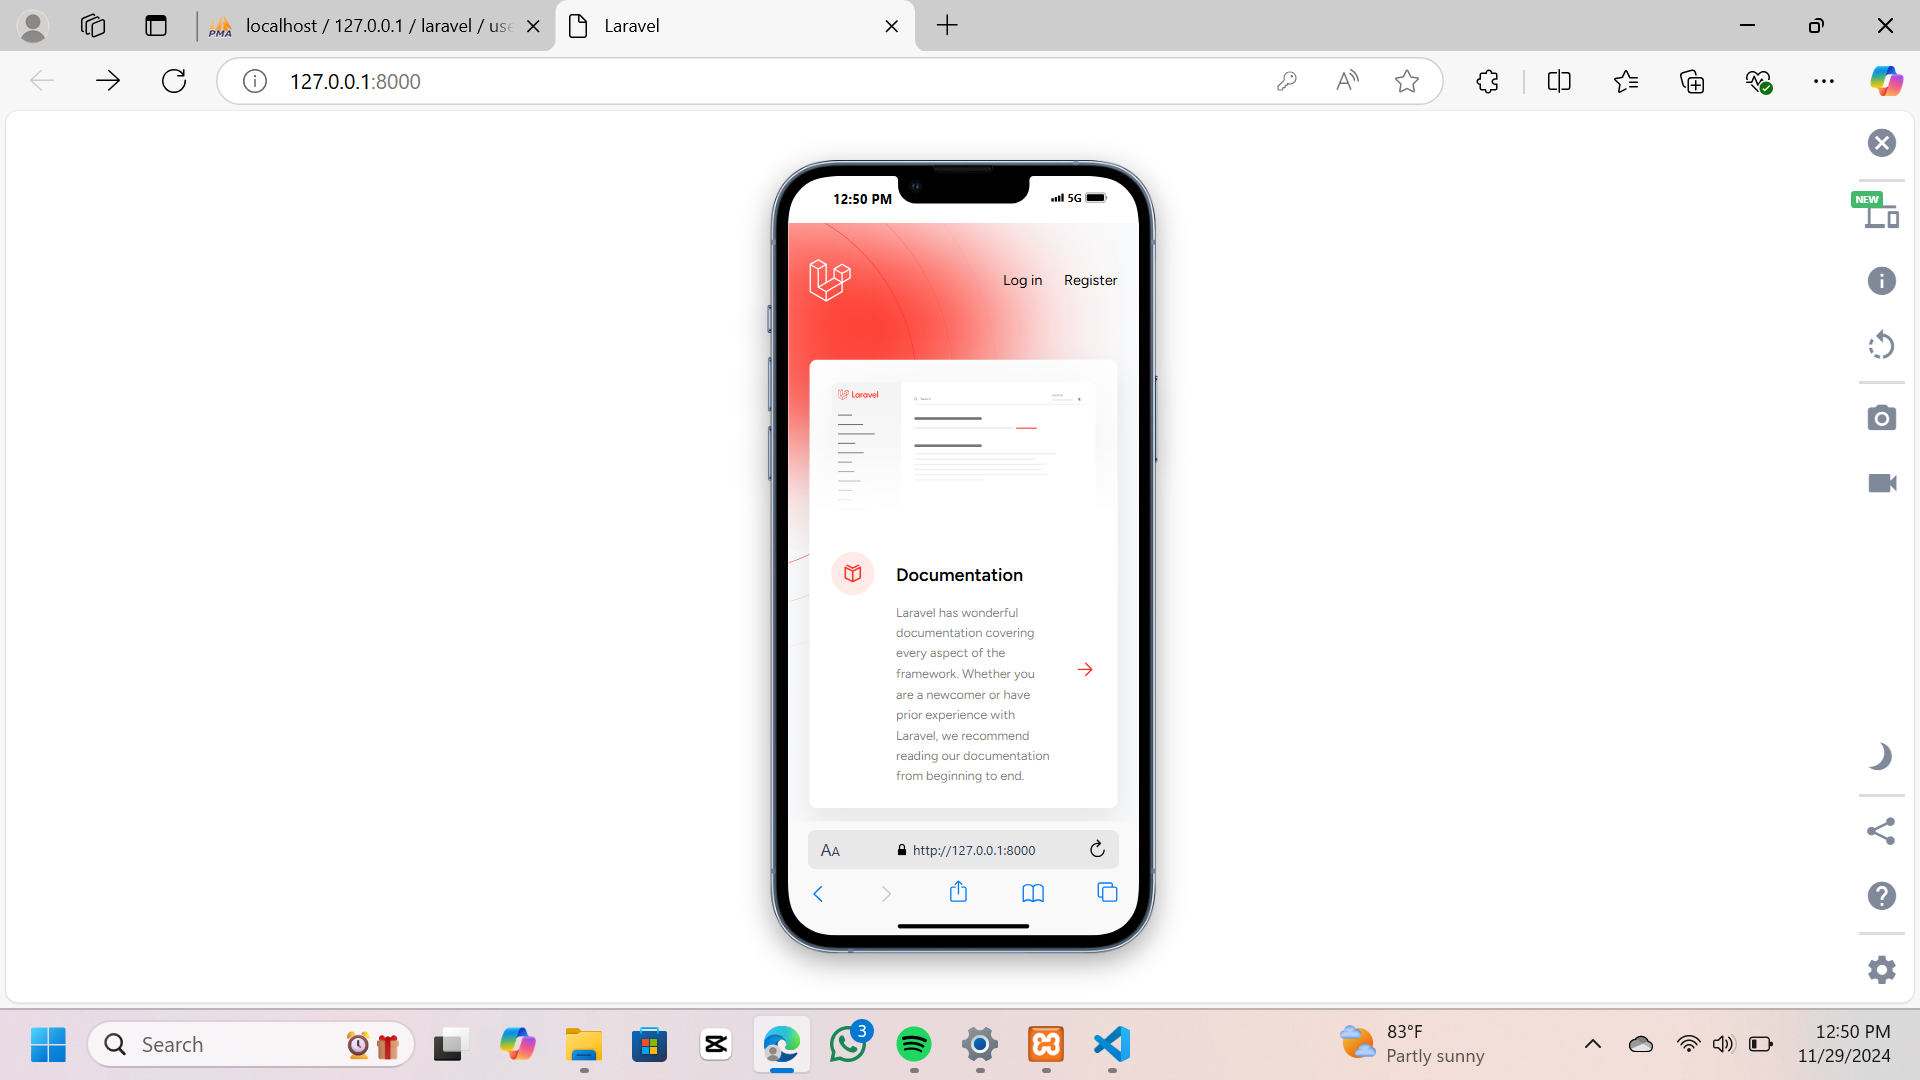 localhost / 127.0.0.1 / laravel / use
Laravel
127.0.0.1:8000
NEW
12:50 PM
5G
Log in
Register
Laravel
Search
Documentation
Laravel has wonderful
documentation covering
every aspect of the
framework. Whether you
are a newcomer or have
prior experience with
Laravel, we recommend
reading our documentation
from beginning to end.
AA
http://127.0.0.1:8000
Search
3
83°F
Partly sunny
12:50 PM
11/29/2024